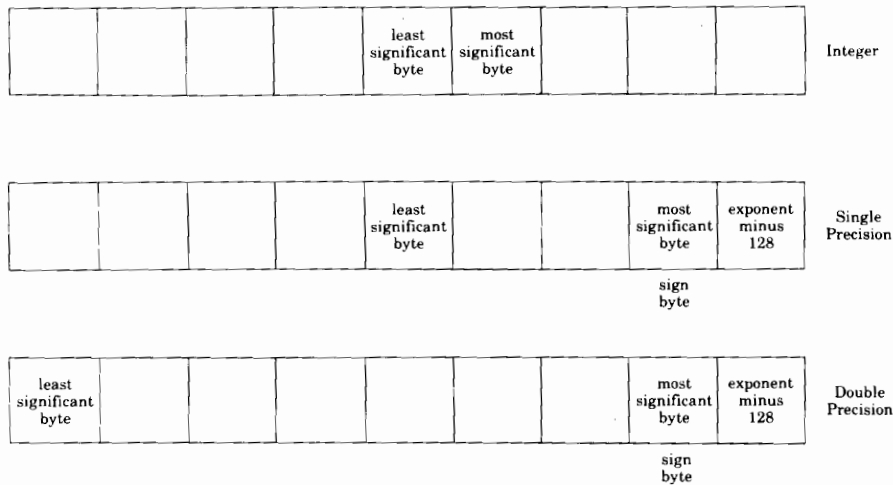 least
significant
byte
most
significant
byte
Integer
least
significant
byte
most
significant
byte
exponent
minus
128
Single
Precision
sign
byte
least
significant
byte
most
significant
byte
exponent
minus
128
Double
Precision
sign
byte